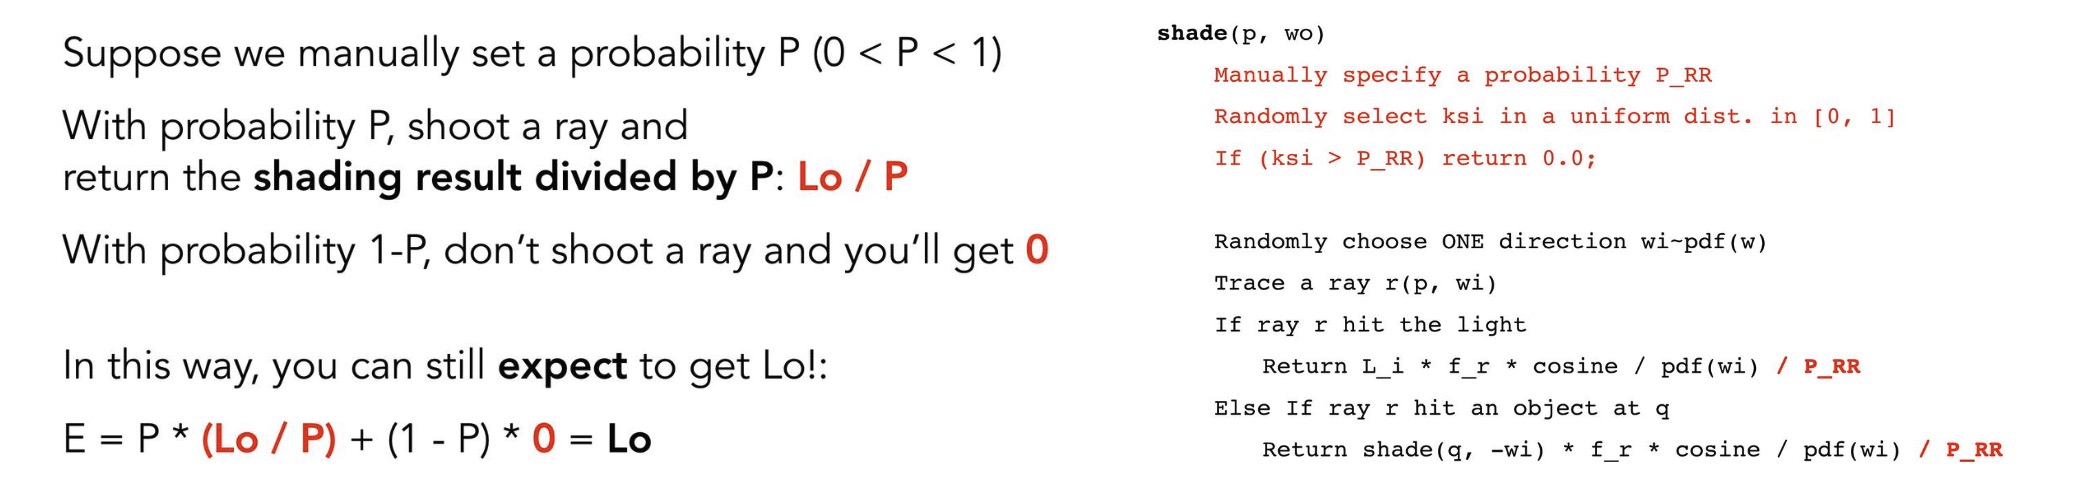 Suppose we manually set a probability P (0 < P < 1)
With probability P, shoot a ray and
return the shading result divided by P: Lo / P
With probability 1-P, don't shoot a ray and you'll get 0
In this way, you can still expect to get Lo!:
E = P * (Lo / P) + (1 - P) * 0 = Lo
shade(p, wo)
Manually specify a probability P_RR
Randomly select ksi in a uniform dist. in [0, 1]
If (ksi > P_RR) return 0.0;
Randomly choose ONE direction wi~pdf(w)
Trace a ray r(p, wi)
If ray r hit the light
Return L_i * f_r * cosine / pdf(wi) / P_RR
Else If ray r hit an object at q
Return shade(q, -wi) * f_r * cosine / pdf(wi) / P_RR